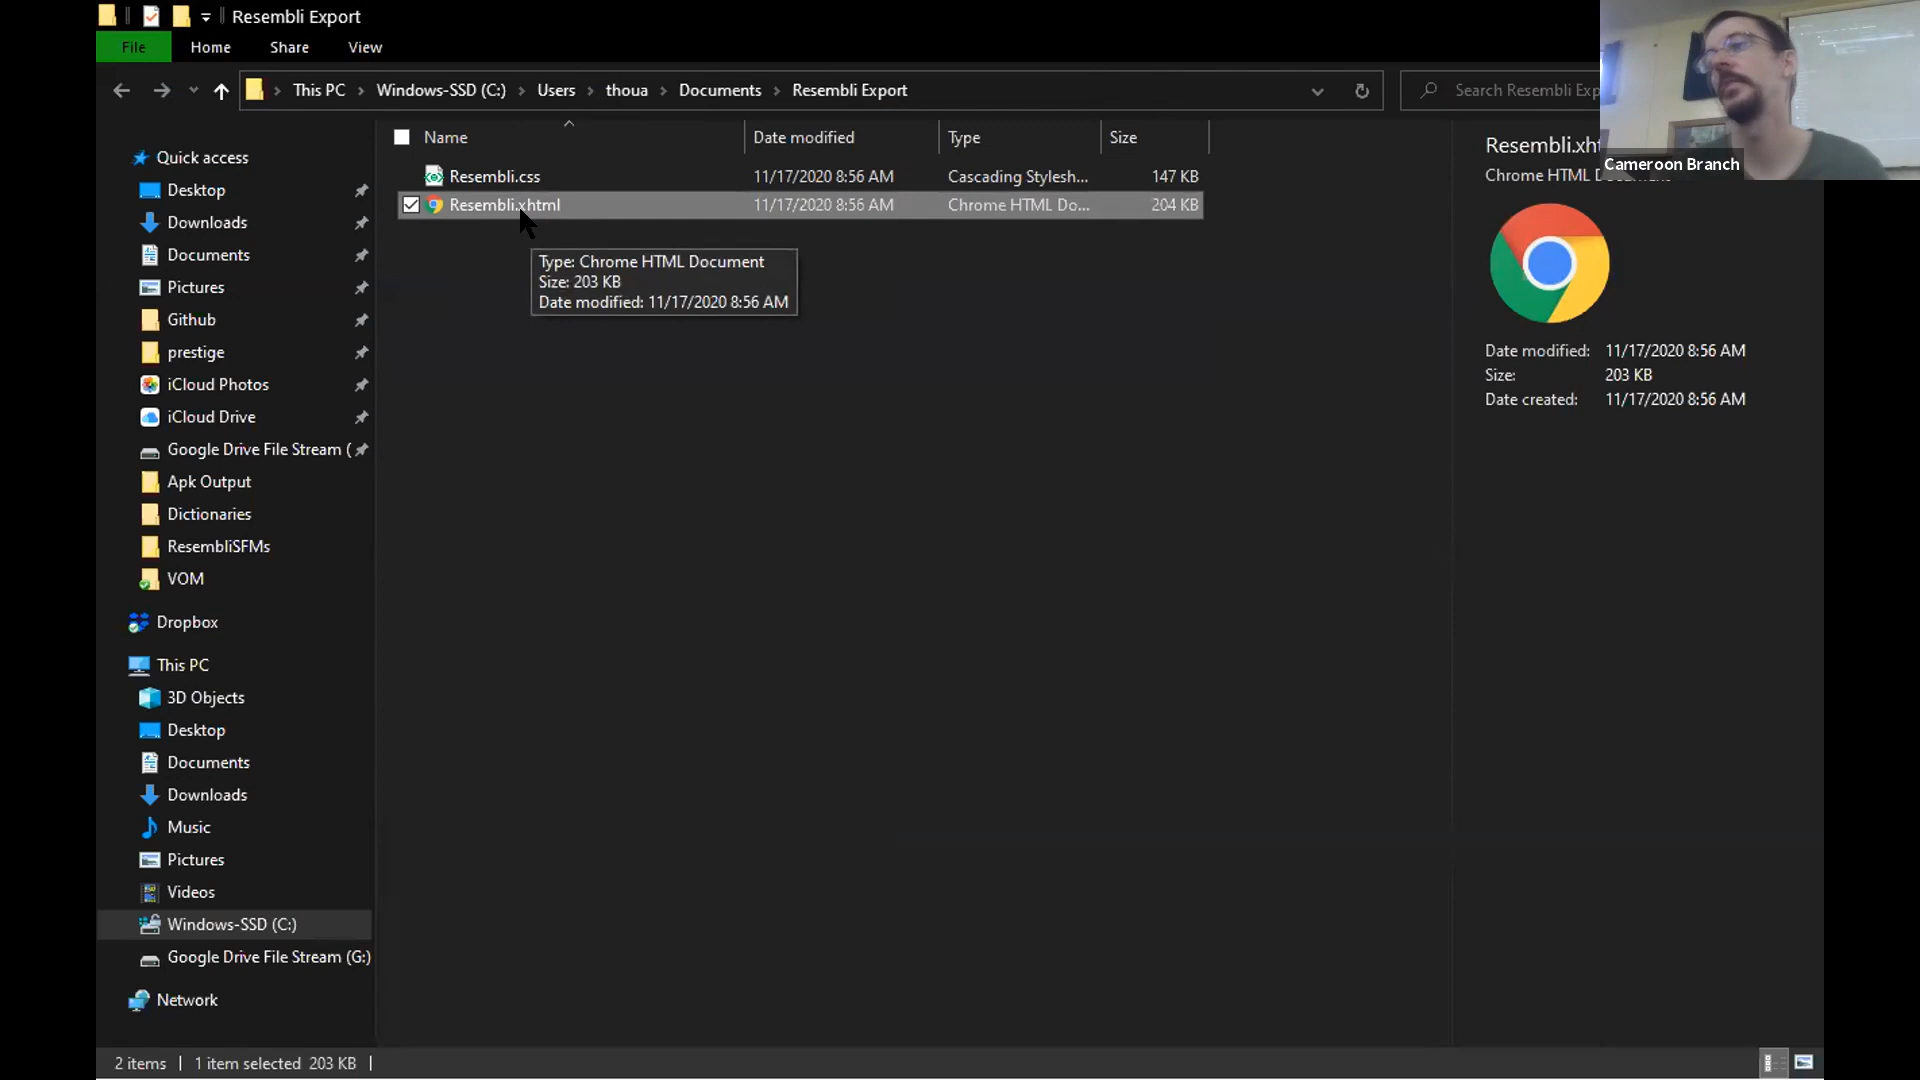 Resembli Export
File Home Share View
This PC Windows-SSD (C:) Users thoua Documents Resembli Export
Search Resembli Exp
Name Date modified Type Size
Resembli.css 11/17/2020 8:56 AM Cascading Stylesh... 147 KB
Resembli.xhtml 11/17/2020 8:56 AM Chrome HTML Do... 204 KB
Type: Chrome HTML Document
Size: 203 KB
Date modified: 11/17/2020 8:56 AM
Quick access
Desktop
Downloads
Documents
Pictures
Github
prestige
iCloud Photos
iCloud Drive
Google Drive File Stream (
Apk Output
Dictionaries
ResembliSFMs
VOM
Dropbox
This PC
3D Objects
Desktop
Documents
Downloads
Music
Pictures
Videos
Windows-SSD (C:)
Google Drive File Stream (G:)
Network
Cameroon Branch
Resembli.xht
Chrome HTML
Date modified: 11/17/2020 8:56 AM
Size: 203 KB
Date created: 11/17/2020 8:56 AM
2 items 1 item selected 203 KB